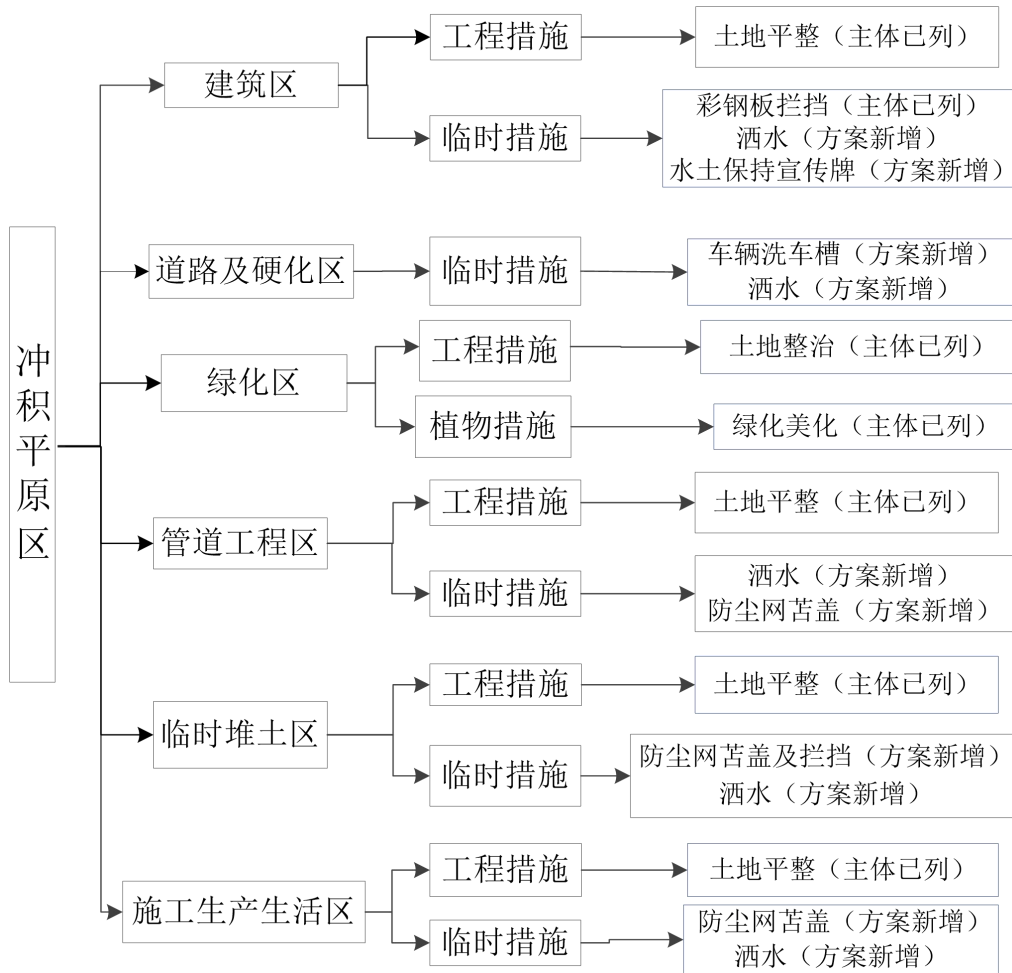 冲积平原区
建筑区
工程措施
土地平整（主体已列）
临时措施
彩钢板拦挡（主体已列）
洒水（方案新增）
水土保持宣传牌（方案新增）
道路及硬化区
临时措施
车辆洗车槽（方案新增）
洒水（方案新增）
绿化区
工程措施
土地整治（主体已列）
植物措施
绿化美化（主体已列）
管道工程区
工程措施
土地平整（主体已列）
临时措施
洒水（方案新增）
防尘网苫盖（方案新增）
临时堆土区
工程措施
土地平整（主体已列）
临时措施
防尘网苫盖及拦挡（方案新增）
洒水（方案新增）
施工生产生活区
工程措施
土地平整（主体已列）
临时措施
防尘网苫盖（方案新增）
洒水（方案新增）